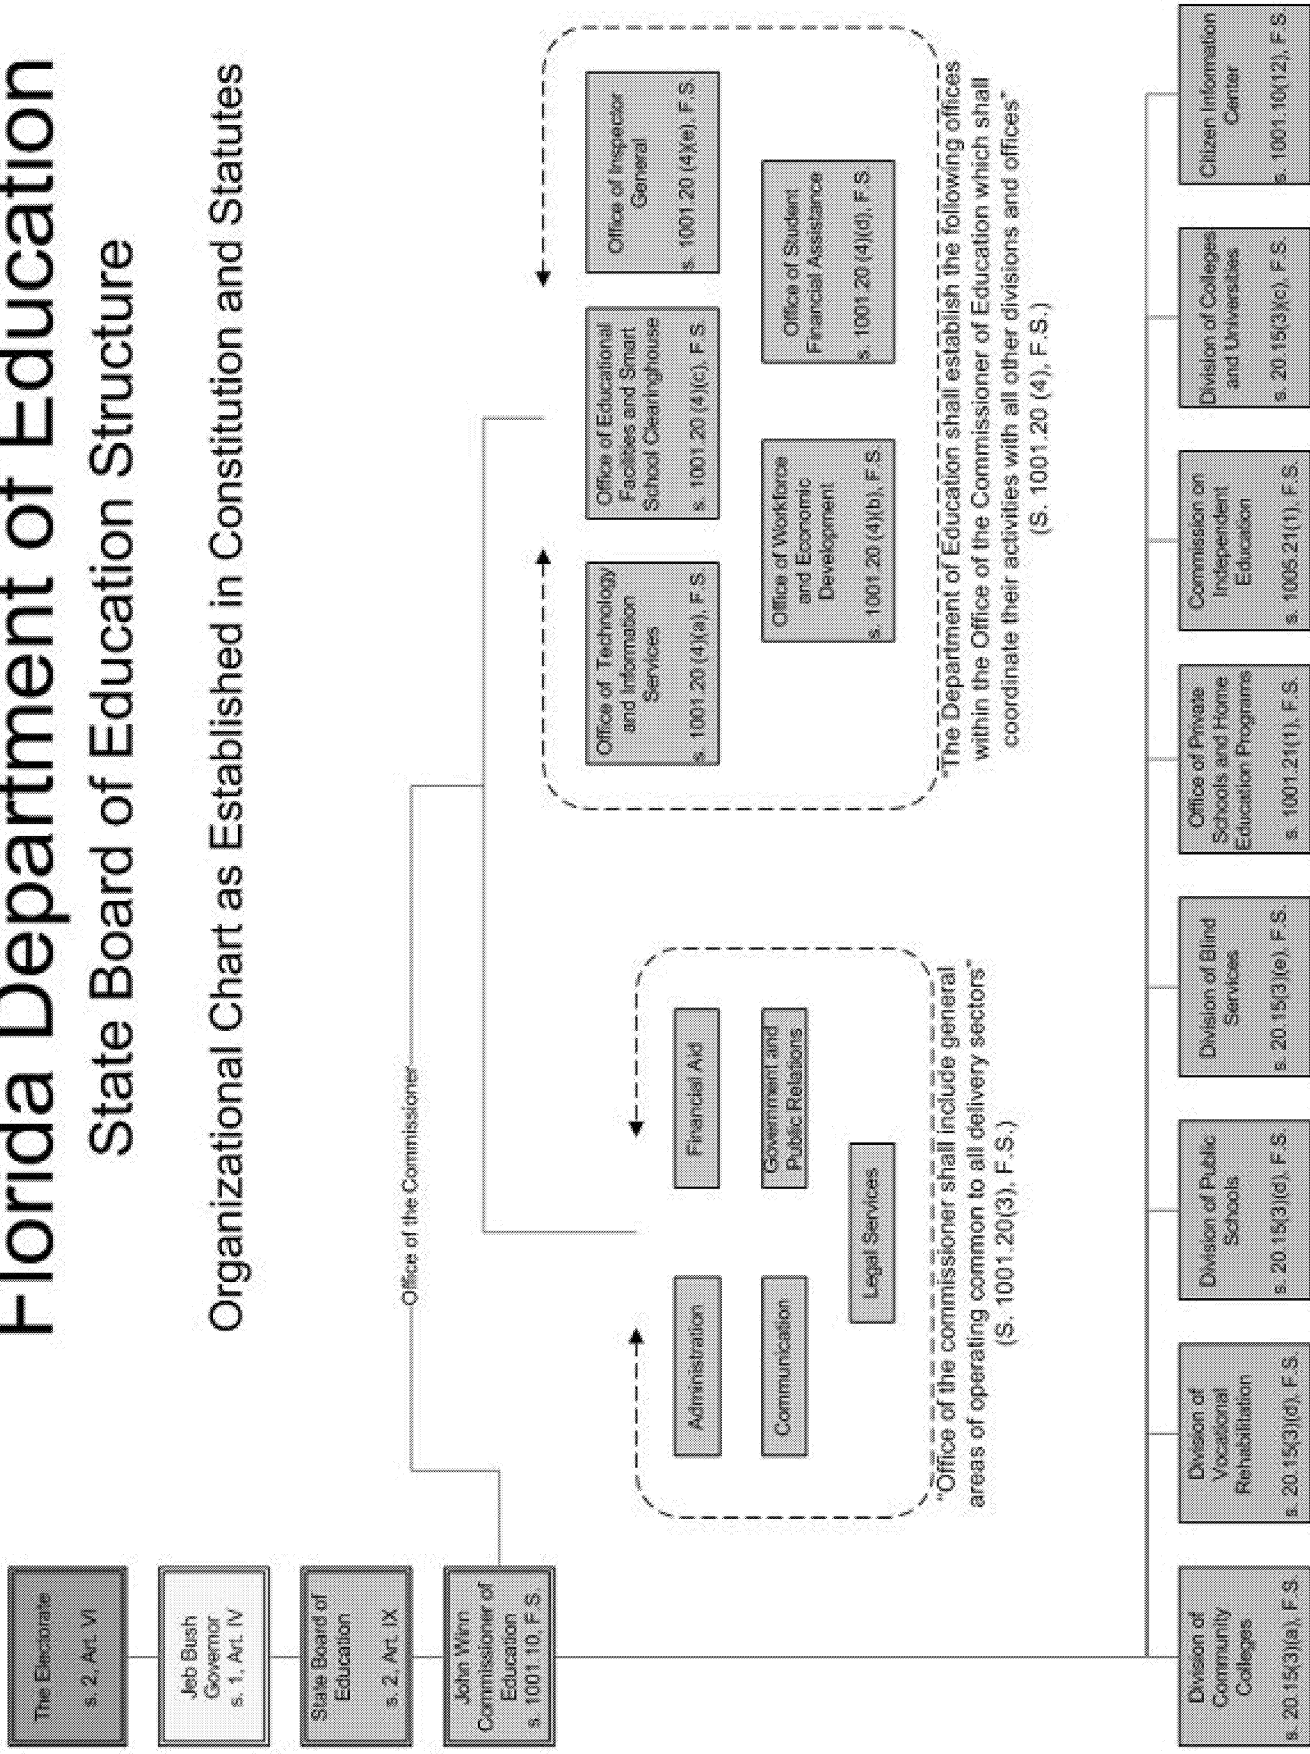 Florida Department of Education
State Board of Education Structure
Organizational Chart as Established in Constitution and Statutes
The Electorate
s. 2, Art. VI
Jeb Bush
Governor
s. 1, Art. IV
State Board of
Education
s. 2, Art. IX
John Winn
Commissioner of
Education
s. 1001.10, F.S.
Office of the Commissioner
Administration
Financial Aid
Communication
Government and
Public Relations
Legal Services
"Office of the commissioner shall include general
areas of operating common to all delivery sectors"
(S. 1001.20(3), F.S.)
Office of Technology
and Information
Services
s. 1001.20 (4)(a), F.S.
Office of Educational
Facilities and Smart
School Clearinghouse
s. 1001.20 (4)(c), F.S.
Office of Inspector
General
s. 1001.20 (4)(e), F.S.
Office of Workforce
and Economic
Development
s. 1001.20 (4)(b), F.S.
Office of Student
Financial Assistance
s. 1001.20 (4)(d), F.S.
"The Department of Education shall establish the following offices
within the Office of the Commissioner of Education which shall
coordinate their activities with all other divisions and offices"
(S. 1001.20 (4), F.S.)
Division of
Community
Colleges
s. 20.15(3)(a), F.S.
Division of
Vocational
Rehabilitation
s. 20.15(3)(d), F.S.
Division of Public
Schools
s. 20.15(3)(d), F.S.
Division of Blind
Services
s. 20.15(3)(e), F.S.
Office of Private
Schools and Home
Education Programs
s. 1001.21(1), F.S.
Commission on
Independent
Education
s. 1005.21(1), F.S.
Division of Colleges
and Universities
s. 20.15(3)(c), F.S.
Citizen Information
Center
s. 1001.10(12), F.S.